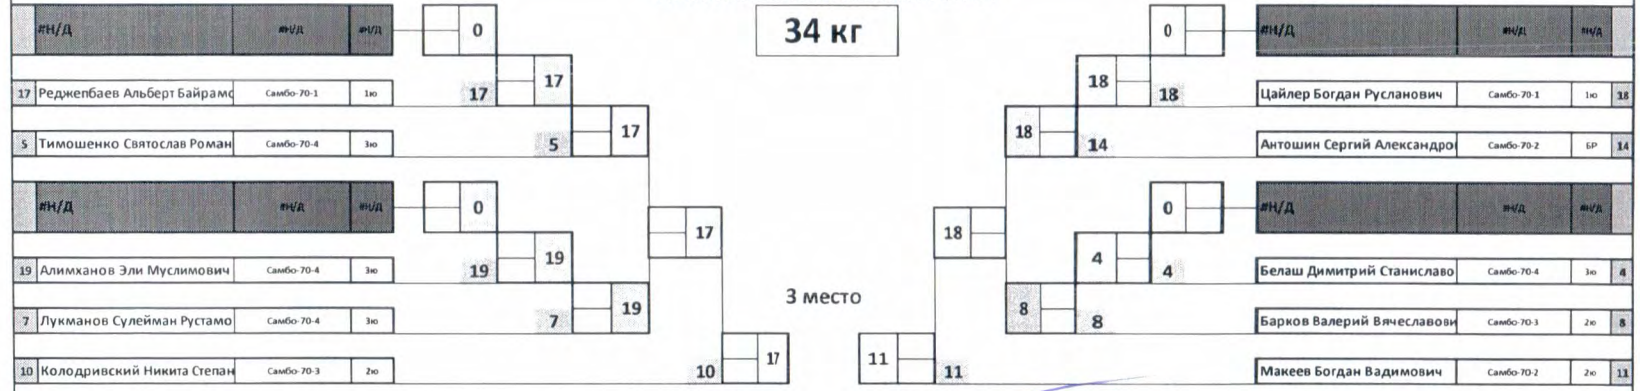 34 кг
#Н/Д #Н/Д #Н/Д 0
0 #Н/Д #Н/Д #Н/Д
17 Реджепбаев Альберт Байрамо Самбо-70-1 1ю 17 17
18 18 Цайлер Богдан Русланович Самбо-70-1 1ю 18
5 Тимошенко Святослав Роман Самбо-70-4 3ю 5 17
18 14 Антошин Сергий Александро Самбо-70-2 БР 14
#Н/Д #Н/Д #Н/Д 0 17
18 0 #Н/Д #Н/Д #Н/Д
19 Алимханов Эли Муслимович Самбо-70-4 3ю 19 19
4 4 Белаш Димитрий Станиславо Самбо-70-4 3ю 4
3 место
7 Лукманов Сулейман Рустамо Самбо-70-4 3ю 7 19
8 8 Барков Валерий Вячеславови Самбо-70-3 2ю 8
10 Колодривский Никита Степан Самбо-70-3 2ю 10 17
11 11 Макеев Богдан Вадимович Самбо-70-2 2ю 11